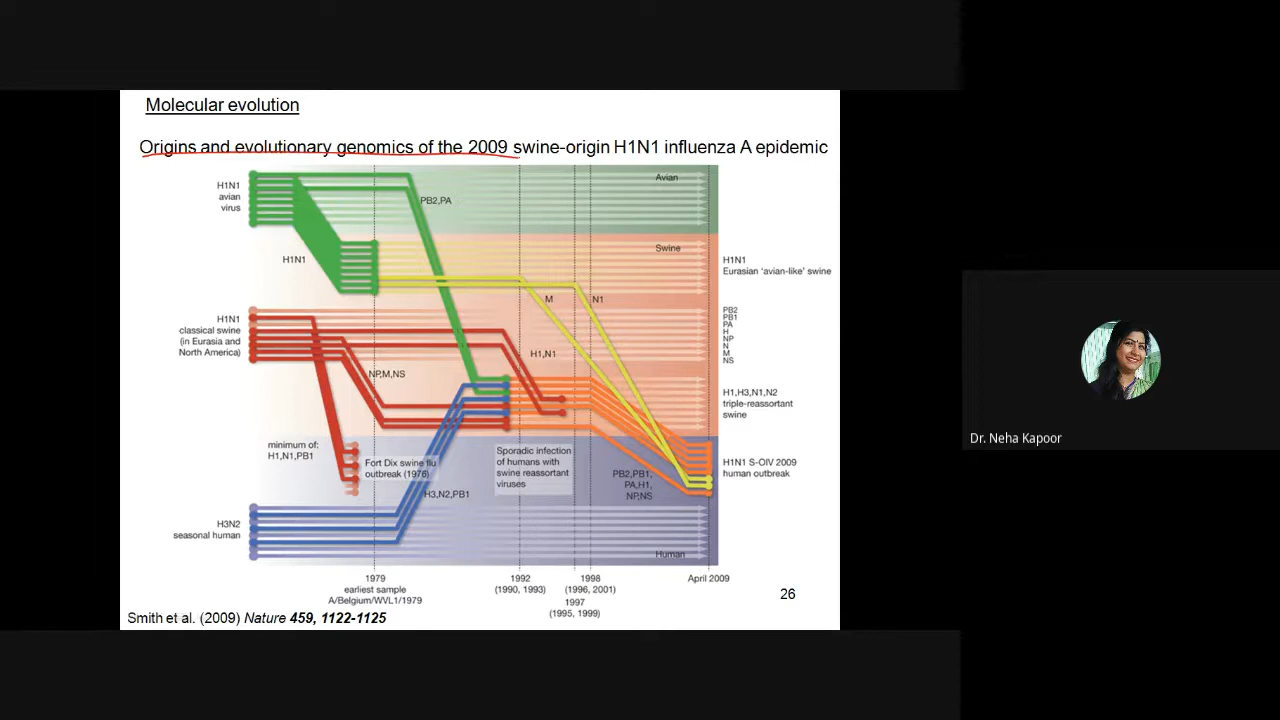 Molecular evolution
Origins and evolutionary genomics of the 2009 swine-origin H1N1 influenza A epidemic
H1N1
avian
virus
PB2,PA
Avian
H1N1
Swine
H1N1
Eurasian 'avian-like' swine
M
N1
H1N1
classical swine
(in Eurasia and
North America)
PB2
PB1
PA
H
NP
N
M
NS
H1,N1
NP,M,NS
H1,H3,N1,N2
triple-reassortant
swine
minimum of:
H1,N1,PB1
Fort Dix swine flu
outbreak (1976)
Sporadic infection
of humans with
swine reassortant
viruses
H1N1 S-OIV 2009
human outbreak
PB2,PB1,
PA,H1,
NP,NS
H3,N2,PB1
H3N2
seasonal human
Human
1979
earliest sample
A/Belgium/WVL1/1979
1992
(1990, 1993)
1998
(1996, 2001)
1997
(1995, 1999)
April 2009
26
Smith et al. (2009) Nature 459, 1122-1125
Dr. Neha Kapoor